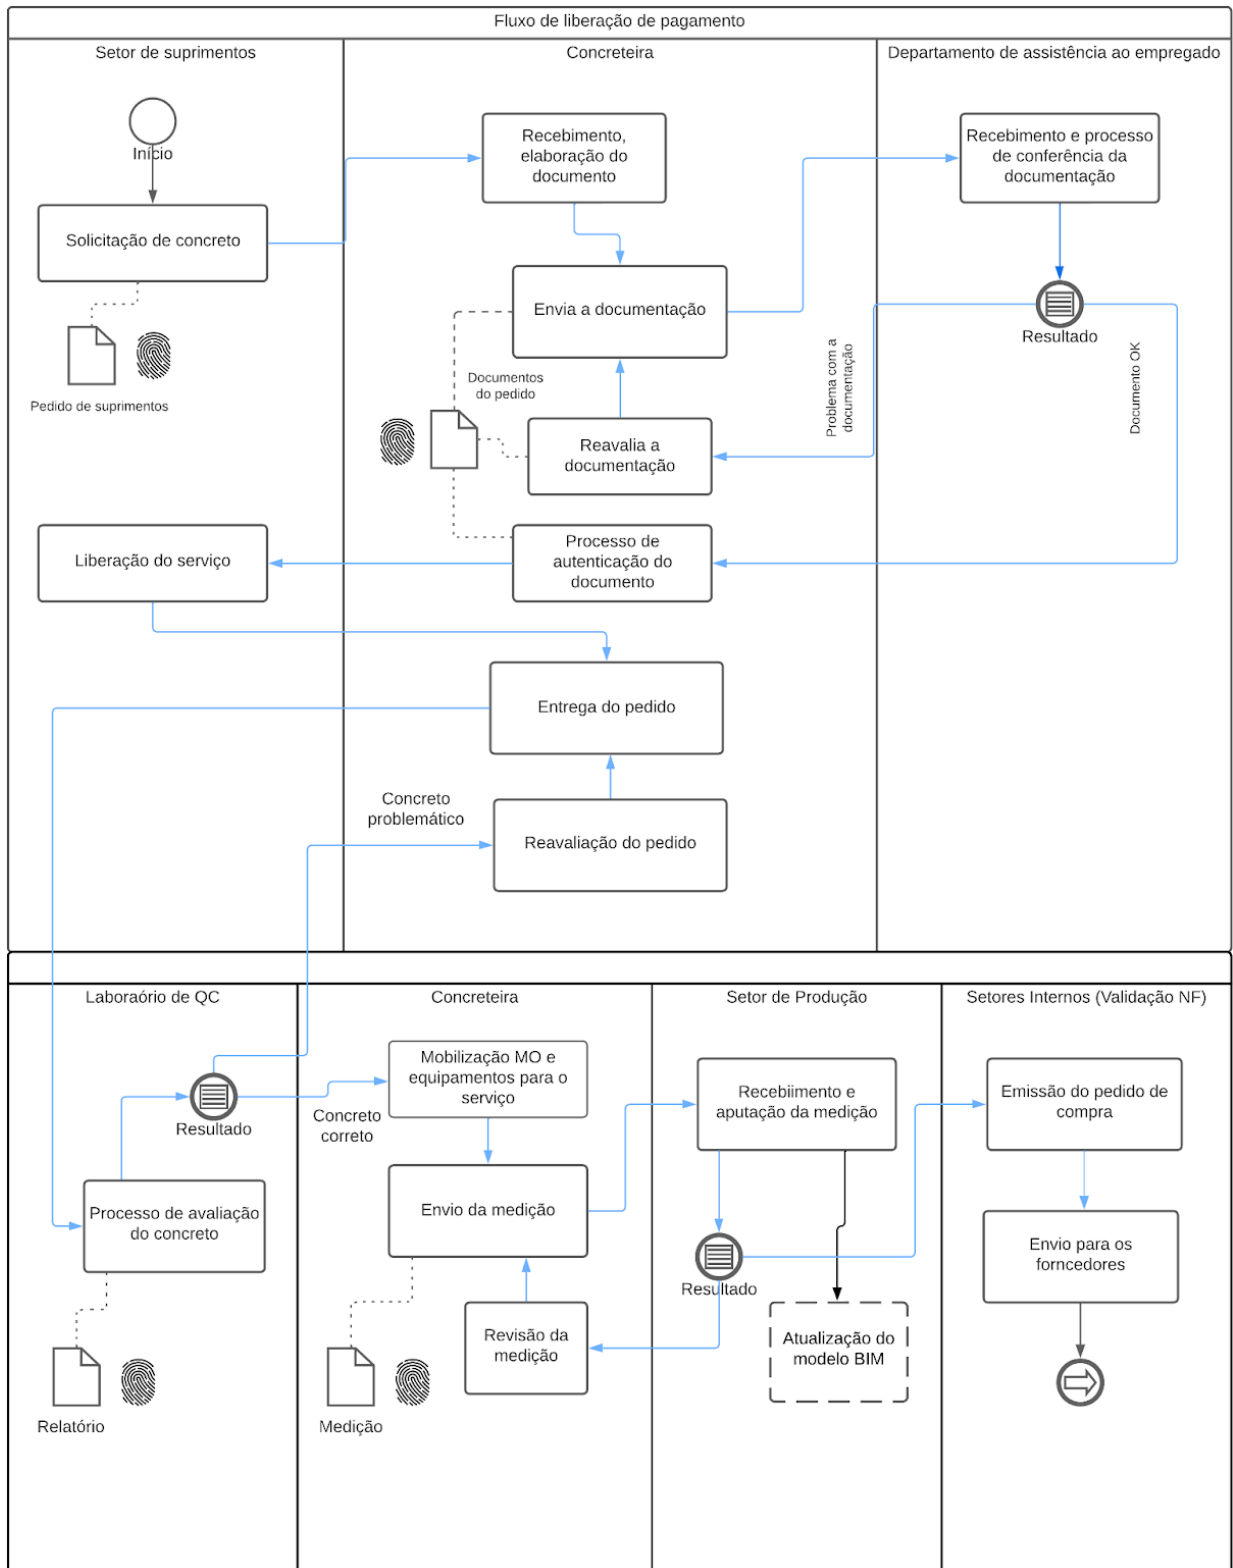 Fluxo de liberação de pagamento
Setor de suprimentos
Concreteira
Departamento de assistência ao empregado
Início
Solicitação de concreto
Pedido de suprimentos
Recebimento,
elaboração do
documento
Envia a documentação
Documentos
do pedido
Reavalia a
documentação
Recebimento e processo
de conferência da
documentação
Resultado
Problema com a
documentação
Documento OK
Processo de
autenticação do
documento
Liberação do serviço
Entrega do pedido
Concreto
problemático
Reavaliação do pedido
Laboraório de QC
Concreteira
Setor de Produção
Setores Internos (Validação NF)
Resultado
Concreto
correto
Processo de avaliação
do concreto
Relatório
Mobilização MO e
equipamentos para o
serviço
Envio da medição
Revisão da
medição
Medição
Recebiimento e
aputação da medição
Resultado
Atualização do
modelo BIM
Emissão do pedido de
compra
Envio para os
forncedores